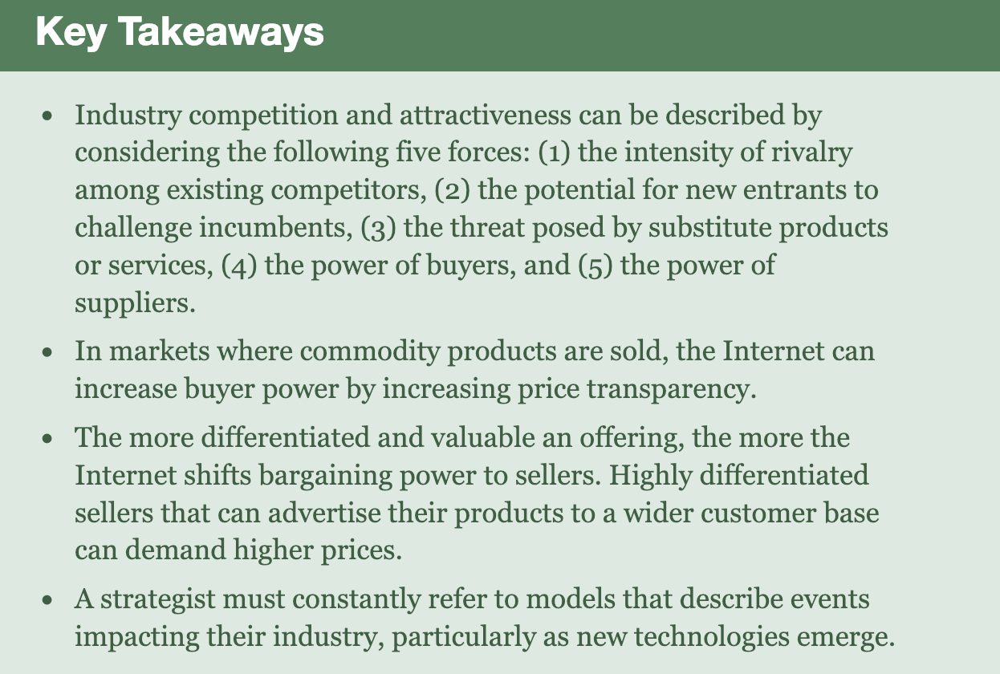 Key Takeaways
• Industry competition and attractiveness can be described by
considering the following five forces: (1) the intensity of rivalry
among existing competitors, (2) the potential for new entrants to
challenge incumbents, (3) the threat posed by substitute products
or services, (4) the power of buyers, and (5) the power of
suppliers.
• In markets where commodity products are sold, the Internet can
increase buyer power by increasing price transparency.
• The more differentiated and valuable an offering, the more the
Internet shifts bargaining power to sellers. Highly differentiated
sellers that can advertise their products to a wider customer base
can demand higher prices.
• A strategist must constantly refer to models that describe events
impacting their industry, particularly as new technologies emerge.